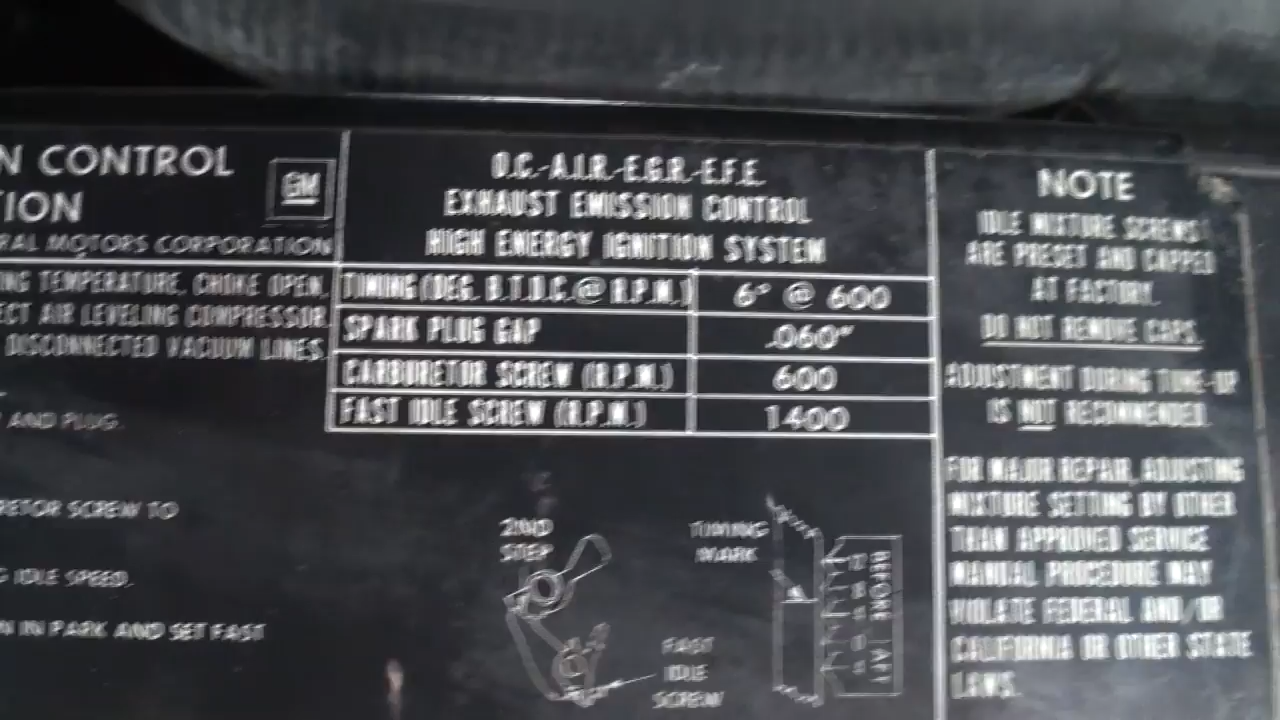 N CONTROL
TION
GM
RAL MOTORS CORPORATION
NG TEMPERATURE, CHOKE OPEN,
ECT AIR LEVELING COMPRESSOR.
DISCONNECTED VACUUM LINES.
AND PLUG.
RETOR SCREW TO
G IDLE SPEED.
N IN PARK AND SET FAST
O.C.-A.I.R.-E.G.R.-E.F.E.
EXHAUST EMISSION CONTROL
HIGH ENERGY IGNITION SYSTEM
TIMING (DEG. B.T.D.C. @ R.P.M.) 6° @ 600
SPARK PLUG GAP .060"
CARBURETOR SCREW (R.P.M.) 600
FAST IDLE SCREW (R.P.M.) 1400
2ND
STEP
FAST
IDLE
SCREW
TIMING
MARK
BEFORE
AFT
NOTE
IDLE MIXTURE SCREWS
ARE PRESET AND CAPPED
AT FACTORY.
DO NOT REMOVE CAPS.
ADJUSTMENT DURING TUNE-UP
IS NOT RECOMMENDED.
FOR MAJOR REPAIR, ADJUSTING
MIXTURE SETTING BY OTHER
THAN APPROVED SERVICE
MANUAL PROCEDURE MAY
VIOLATE FEDERAL AND/OR
CALIFORNIA OR OTHER STATE
LAWS.